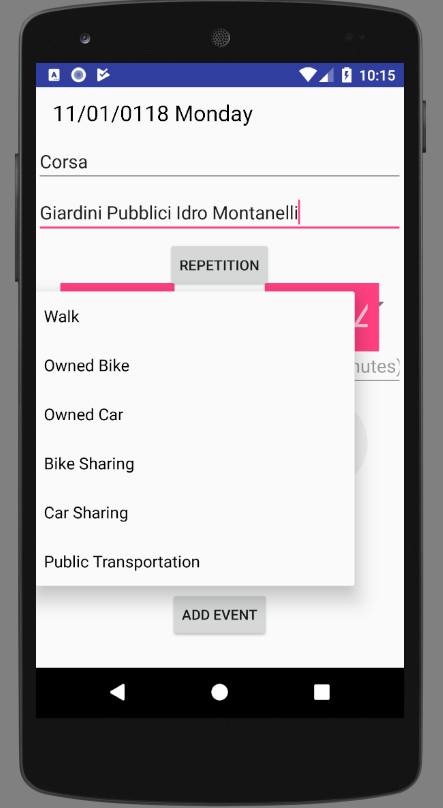 10:15
11/01/0118 Monday
Corsa
Giardini Pubblici Idro Montanelli
REPETITION
Walk
Owned Bike
Owned Car
Bike Sharing
Car Sharing
Public Transportation
ADD EVENT